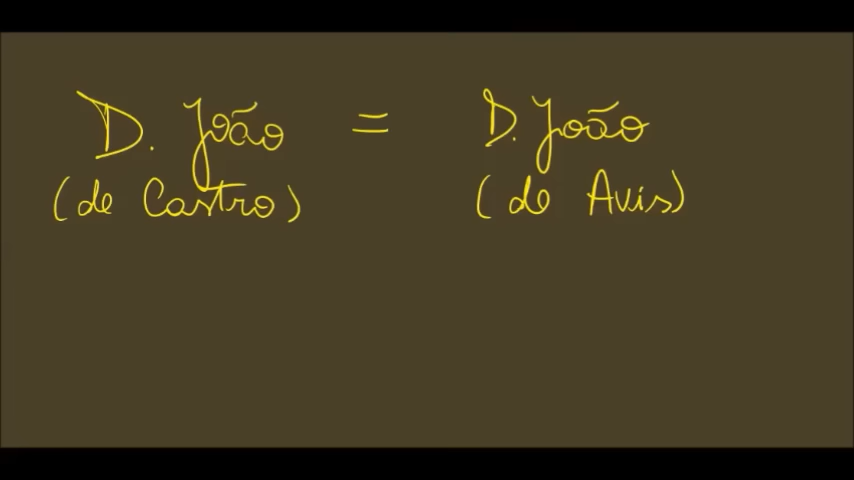 D. João = D. João
(de Castro) (de Avis)